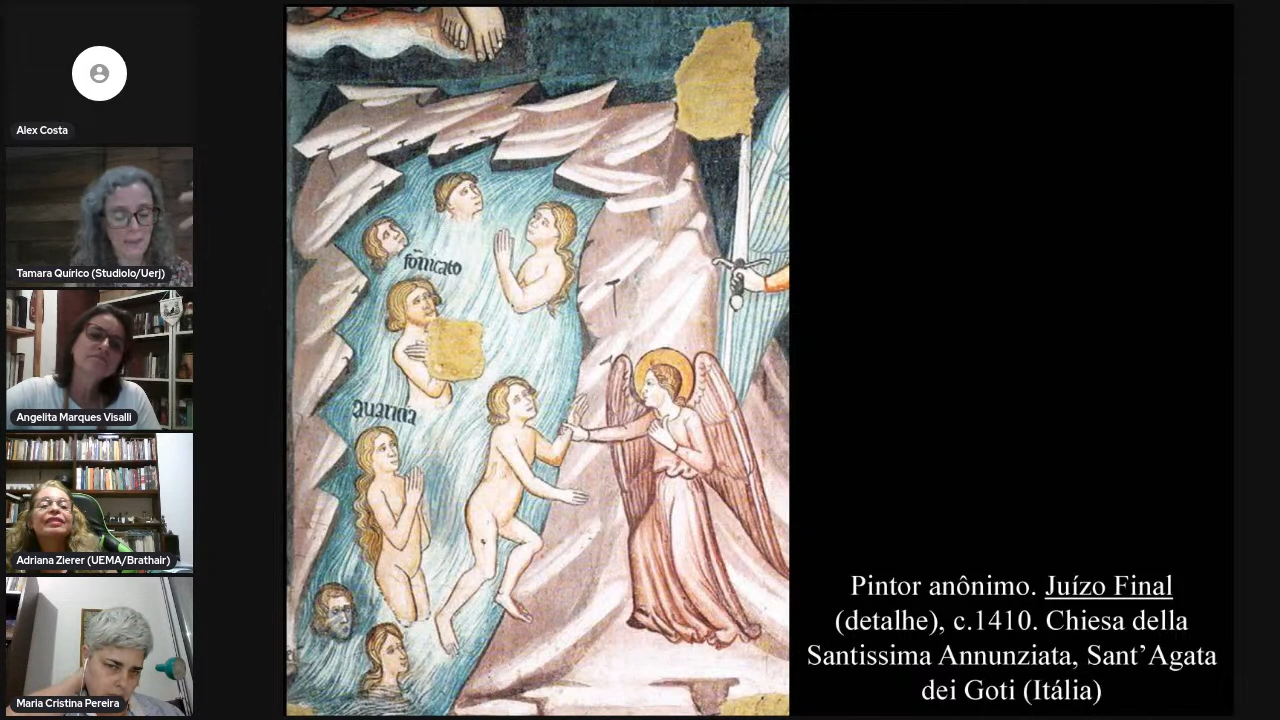 Alex Costa
Tamara Quírico (Studiolo/Uerj)
Angelita Marques Visalli
Adriana Zierer (UEMA/Brathair)
Maria Cristina Pereira
auaritia
Pintor anônimo. Juízo Final
(detalhe), c.1410. Chiesa della
Santissima Annunziata, Sant’Agata
dei Goti (Itália)